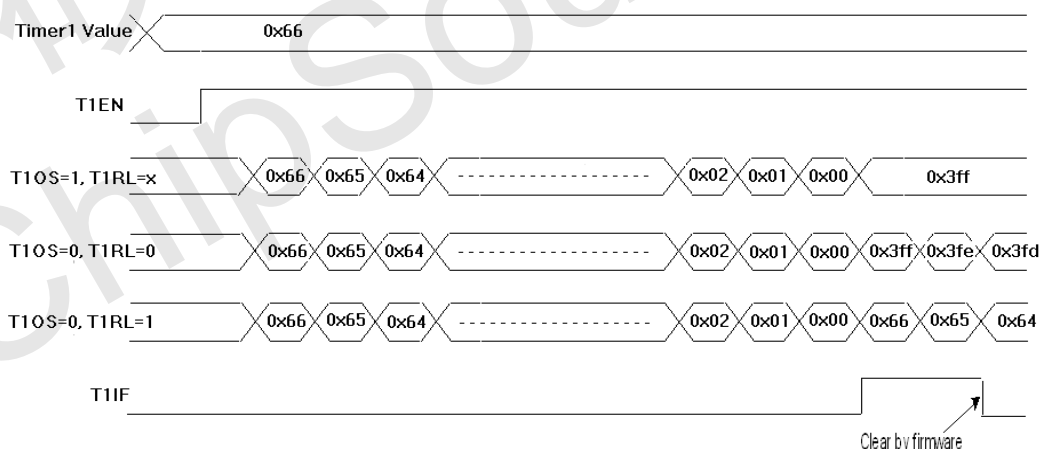 Timer1 Value 0x66
T1EN
T1OS=1, T1RL=x 0x66 0x65 0x64 0x02 0x01 0x00 0x3ff
T1OS=0, T1RL=0 0x66 0x65 0x64 0x02 0x01 0x00 0x3ff 0x3fe 0x3fd
T1OS=0, T1RL=1 0x66 0x65 0x64 0x02 0x01 0x00 0x66 0x65 0x64
T1IF
Clear by firmware